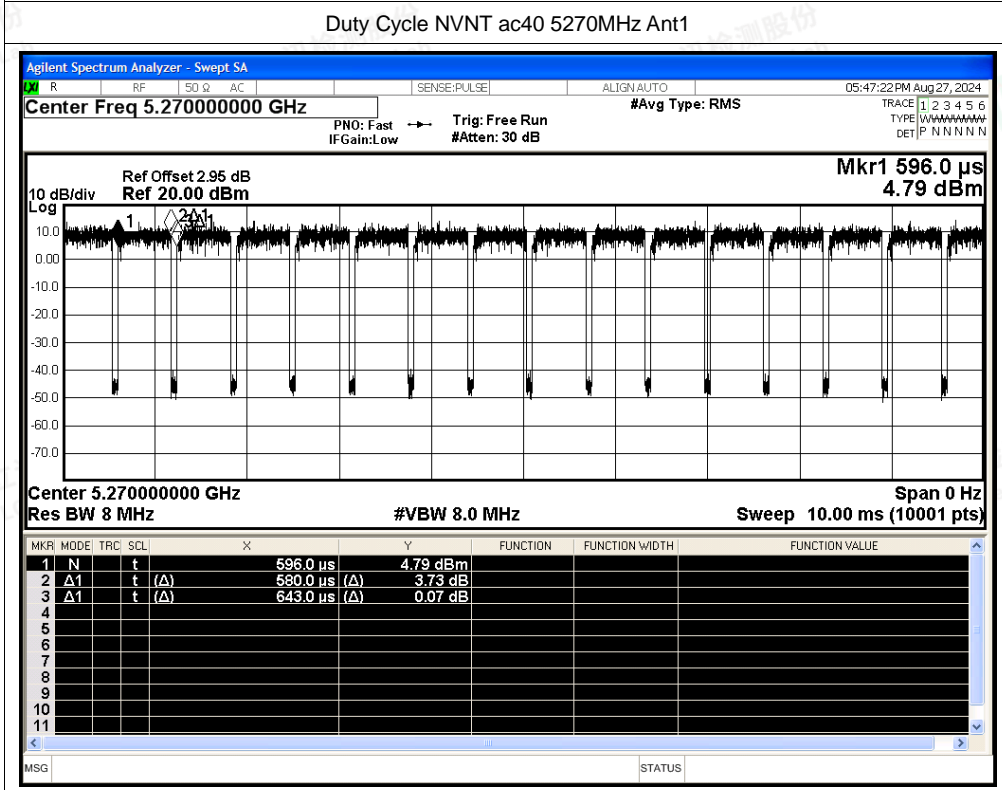 Duty Cycle NVNT ac40 5270MHz Ant1
Agilent Spectrum Analyzer - Swept SA
LXI R RF 50 Ω AC SENSE:PULSE ALIGN AUTO 05:47:22 PM Aug 27, 2024
Center Freq 5.270000000 GHz #Avg Type: RMS TRACE 1 2 3 4 5 6
PNO: Fast Trig: Free Run TYPE W
IFGain:Low #Atten: 30 dB DET P N N N N N
Mkr1 596.0 µs
Ref Offset 2.95 dB
10 dB/div Ref 20.00 dBm 4.79 dBm
Log
1 2Δ1 3Δ1
10.0
0.00
-10.0
-20.0
-30.0
-40.0
-50.0
-60.0
-70.0
Center 5.270000000 GHz Span 0 Hz
Res BW 8 MHz #VBW 8.0 MHz Sweep 10.00 ms (10001 pts)
MKR MODE TRC SCL X Y FUNCTION FUNCTION WIDTH FUNCTION VALUE
1 N t 596.0 µs 4.79 dBm
2 Δ1 t (Δ) 580.0 µs (Δ) 3.73 dB
3 Δ1 t (Δ) 643.0 µs (Δ) 0.07 dB
4
5
6
7
8
9
10
11
MSG STATUS